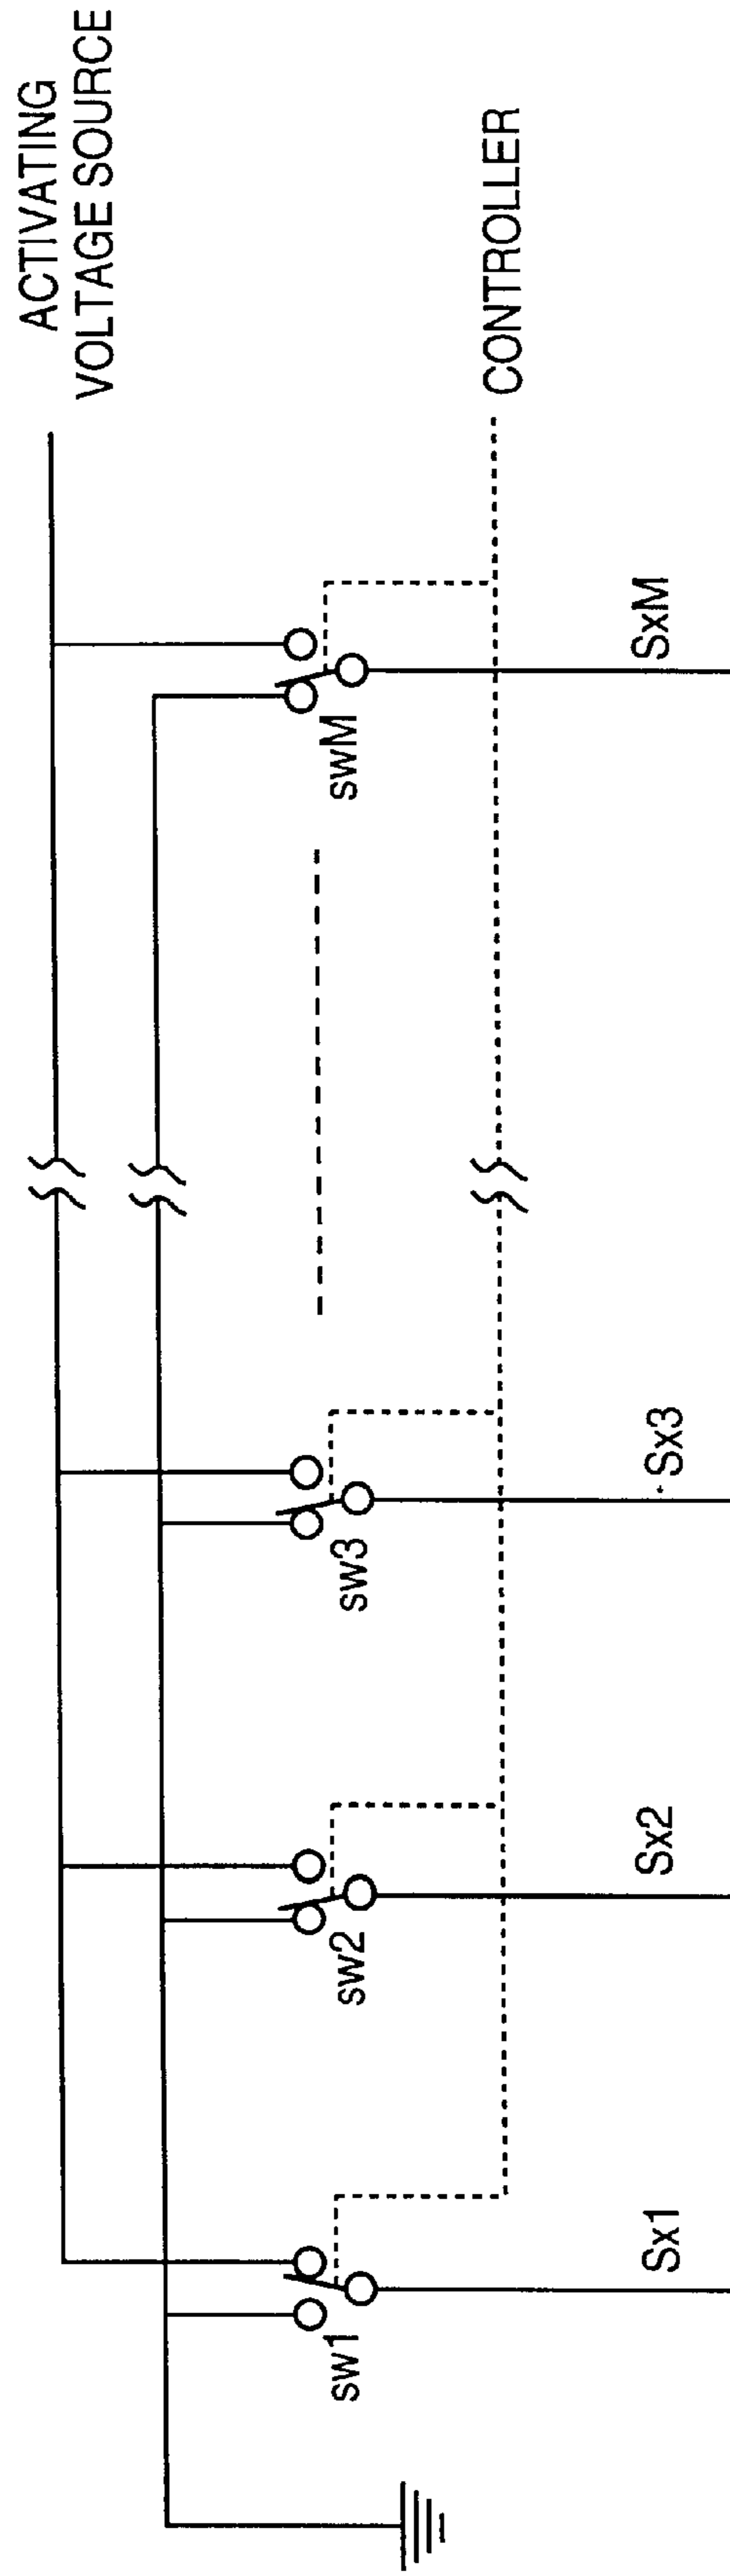 ACTIVATING
VOLTAGE SOURCE
CONTROLLER
sw1
sw2
sw3
swM
Sx1
Sx2
Sx3
SxM